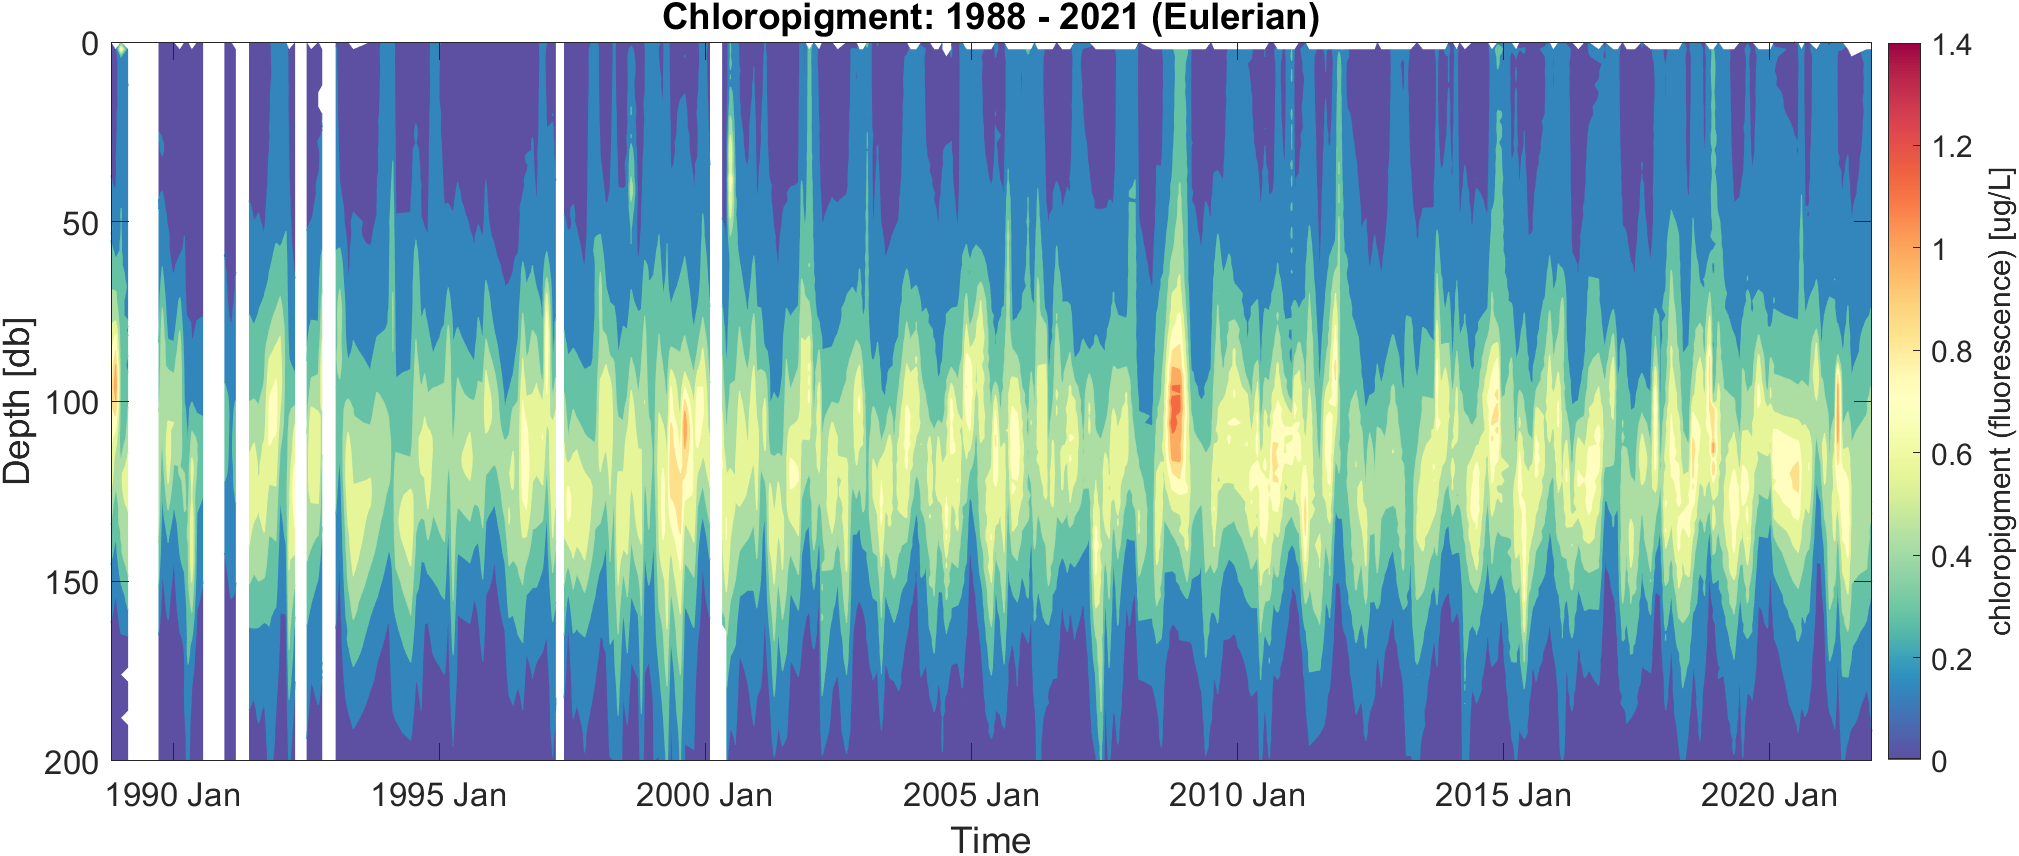 Chloropigment: 1988 - 2021 (Eulerian)
0
50
100
150
200
Depth [db]
1990 Jan
1995 Jan
2000 Jan
2005 Jan
2010 Jan
2015 Jan
2020 Jan
Time
1.4
1.2
1
0.8
0.6
0.4
0.2
0
chloropigment (fluorescence) [ug/L]